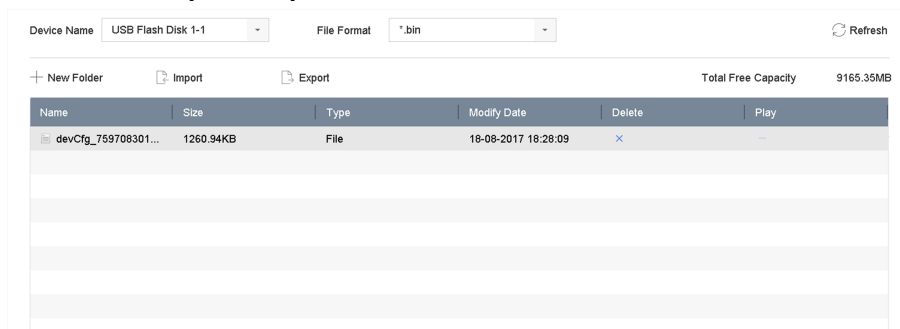 Device Name USB Flash Disk 1-1 File Format *.bin Refresh
New Folder Import Export Total Free Capacity 9165.35MB
Name Size Type Modify Date Delete Play
devCfg_759708301... 1260.94KB File 18-08-2017 18:28:09